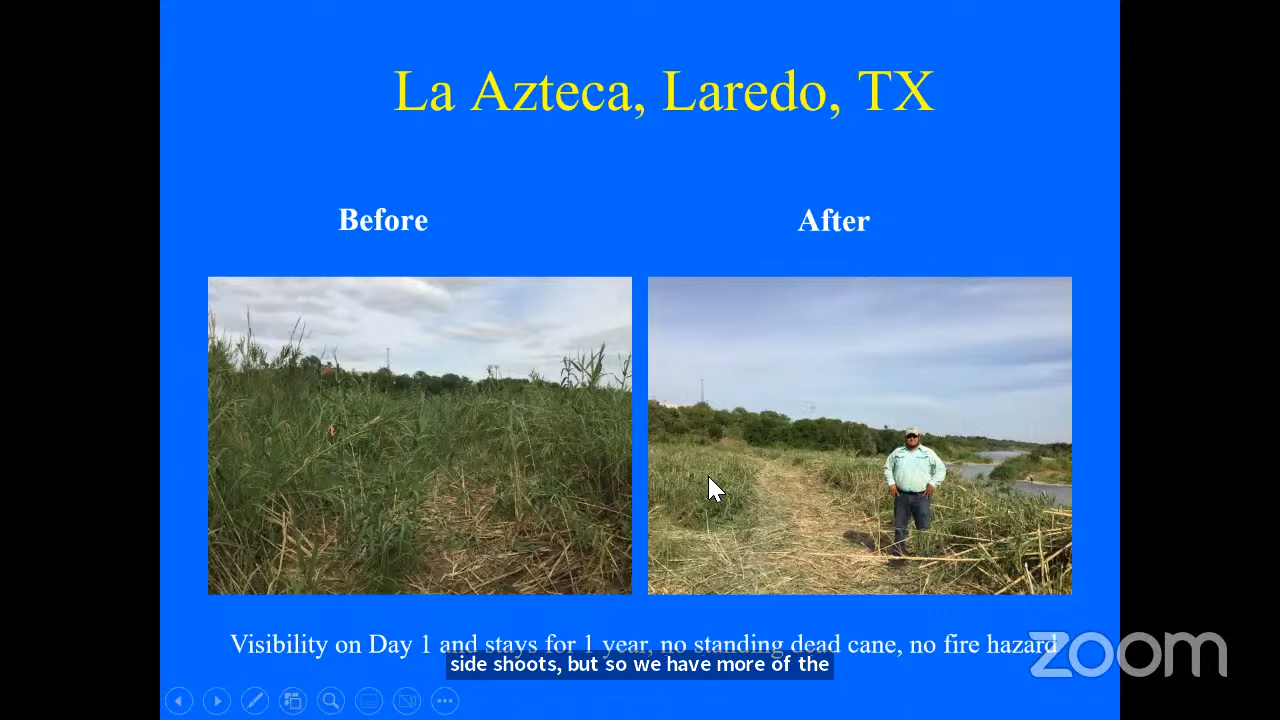 La Azteca, Laredo, TX
Before
After
Visibility on Day 1 and stays for 1 year, no standing dead cane, no fire hazard
side shoots, but so we have more of the
zoom